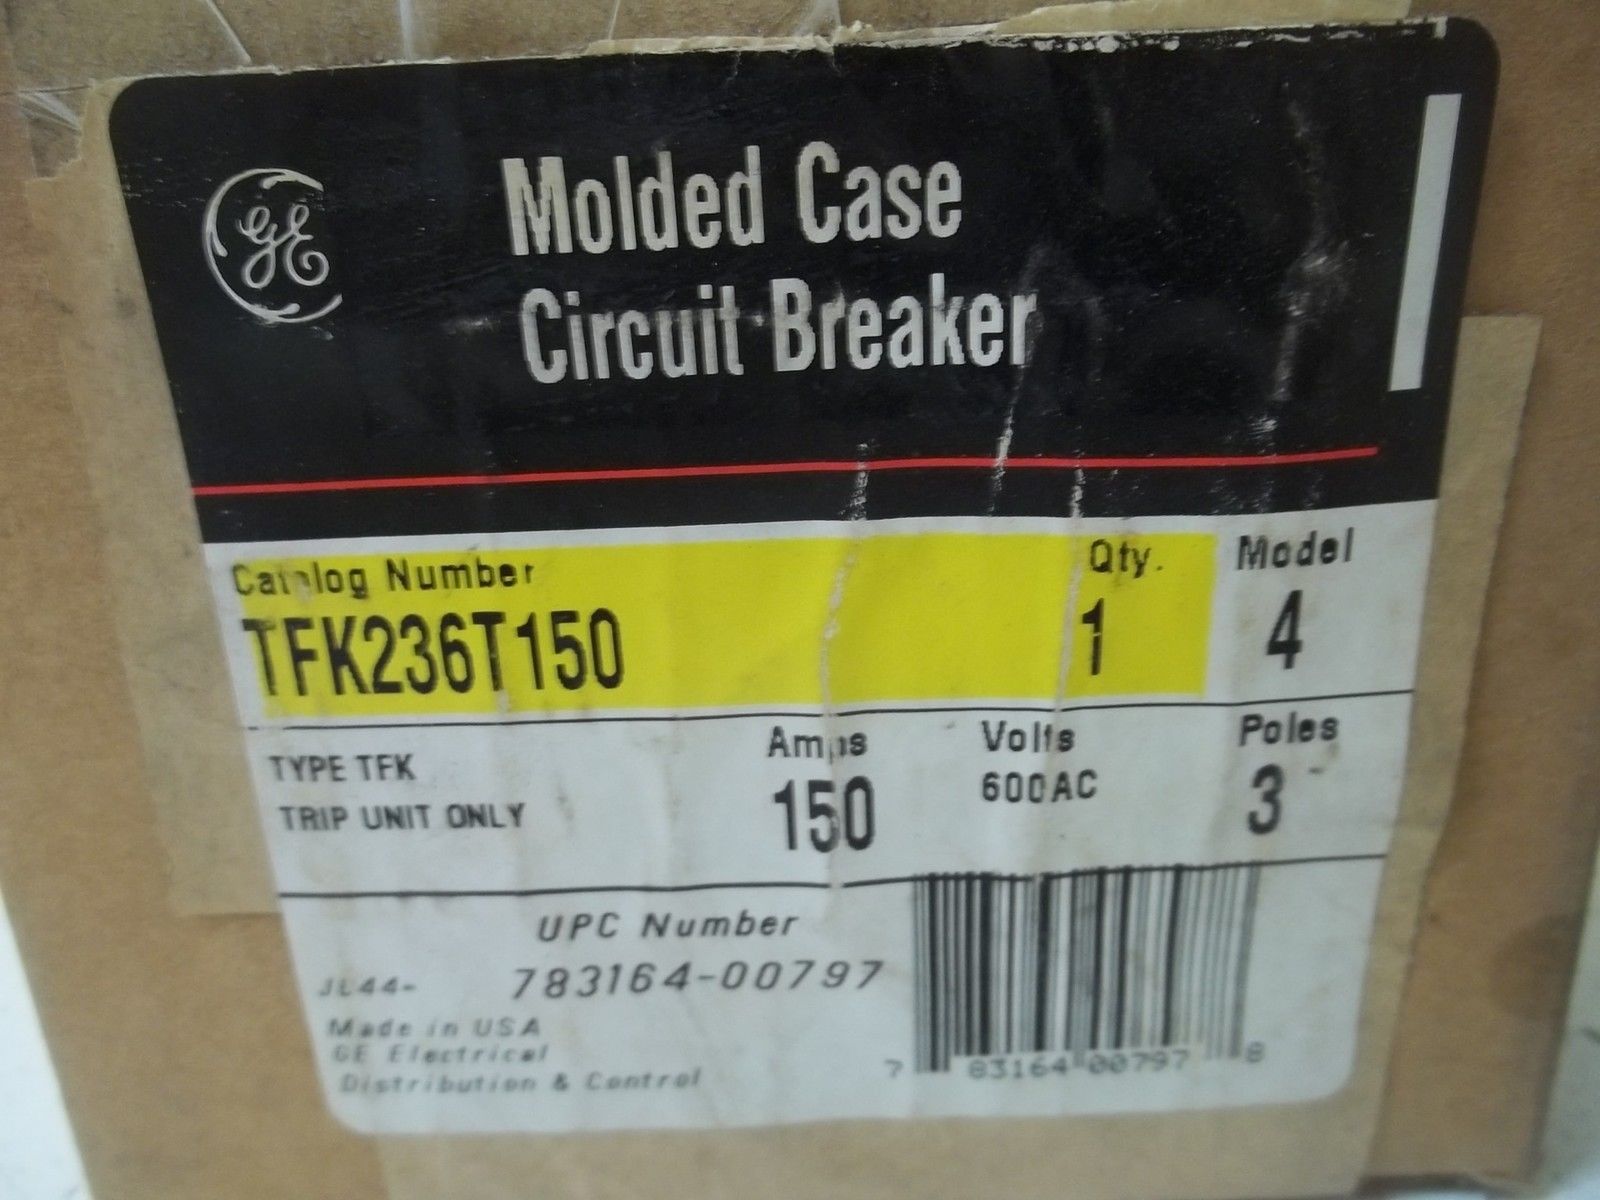 GE
Molded Case
Circuit Breaker
Catalog Number Qty. Model
TFK236T150 1 4
TYPE TFK Amps Volts Poles
TRIP UNIT ONLY 150 600AC 3
UPC Number
JL44- 783164-00797
Made in USA
GE Electrical
Distribution & Control
7 83164 00797 8